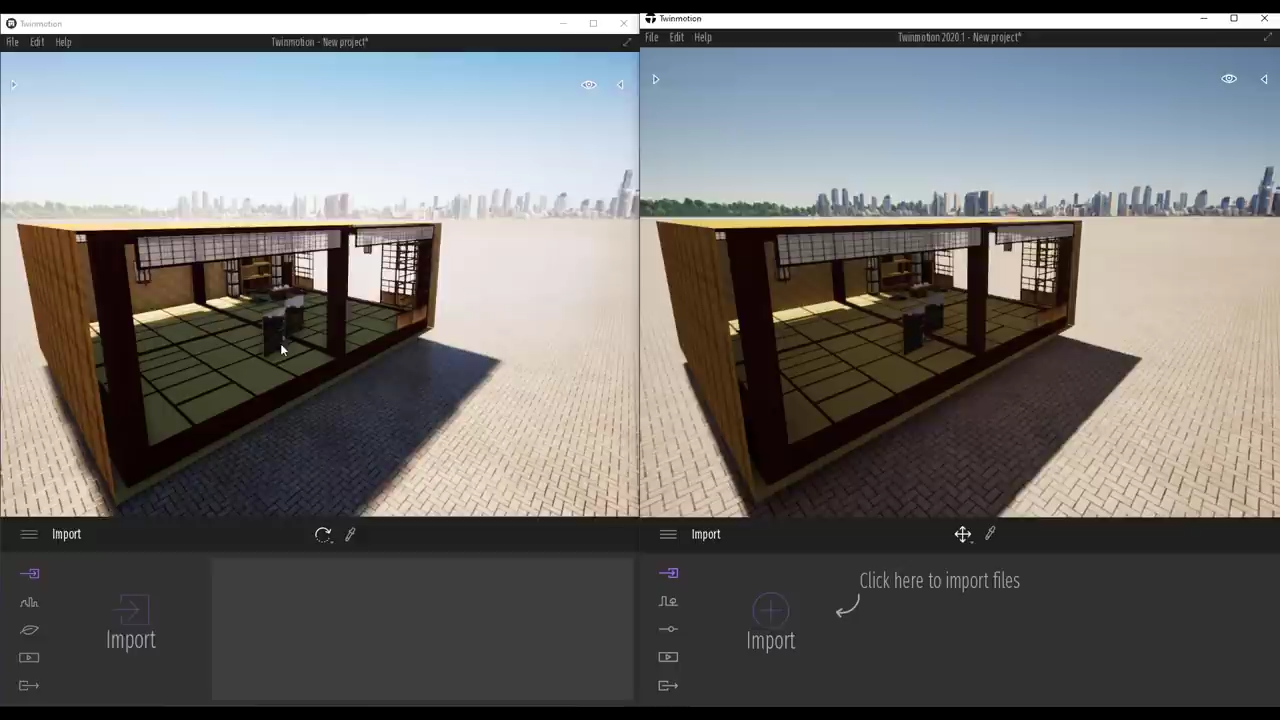 Twinmotion
File Edit Help
Twinmotion - New project*
Import
Import
Twinmotion
File Edit Help
Twinmotion 2020.1 - New project*
Import
Click here to import files
Import